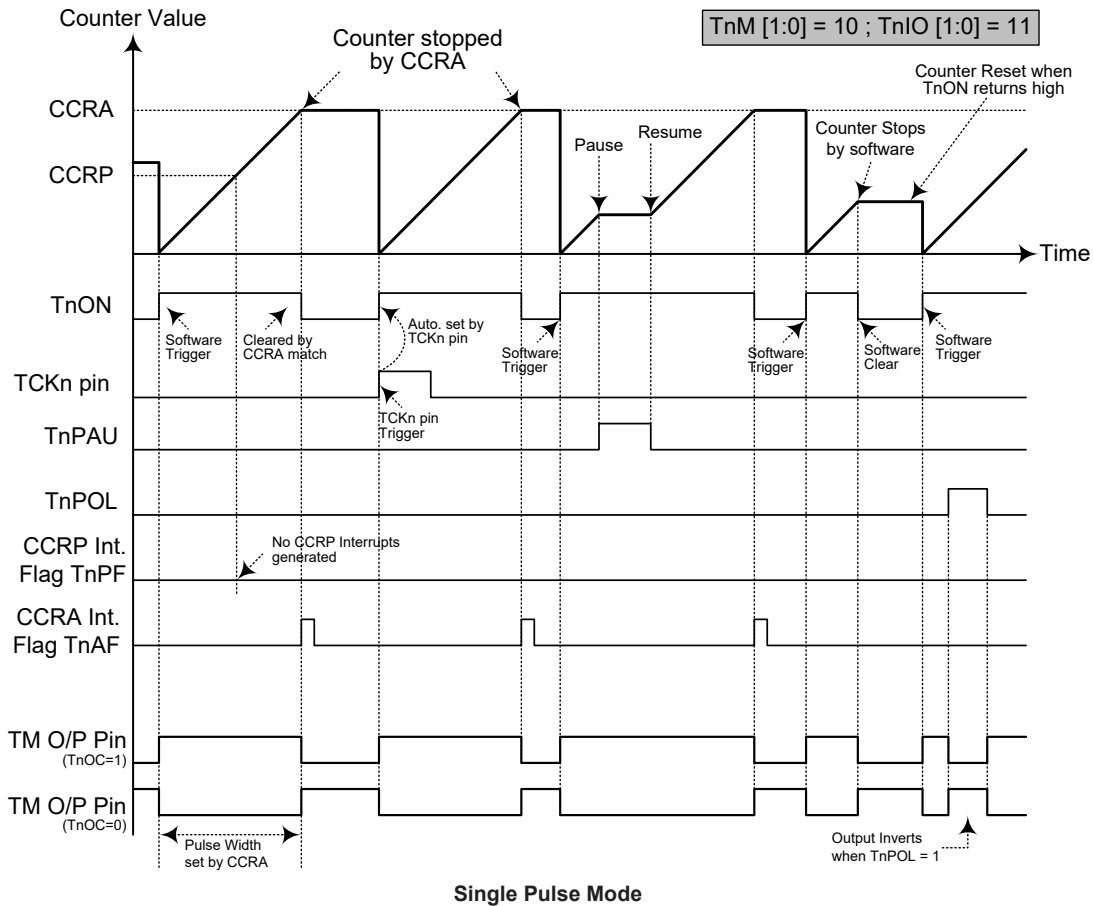 Counter Value
TnM [1:0] = 10 ; TnIO [1:0] = 11
Counter stopped
by CCRA
Counter Reset when
TnON returns high
CCRA
Counter Stops
by software
Pause
Resume
CCRP
Time
TnON
Software
Trigger
Cleared by
CCRA match
Auto. set by
TCKn pin
Software
Trigger
Software
Trigger
Software
Clear
Software
Trigger
TCKn pin
TCKn pin
Trigger
TnPAU
TnPOL
CCRP Int.
Flag TnPF
No CCRP Interrupts
generated
CCRA Int.
Flag TnAF
TM O/P Pin
(TnOC=1)
TM O/P Pin
(TnOC=0)
Pulse Width
set by CCRA
Output Inverts
when TnPOL = 1
Single Pulse Mode